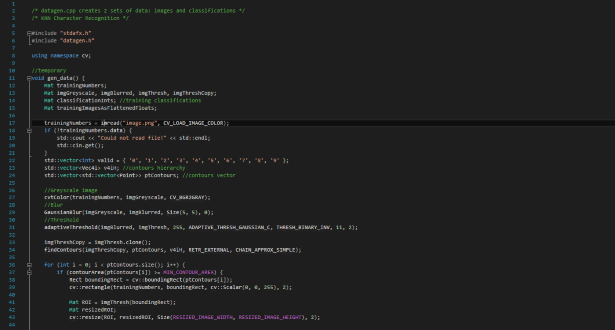 1
2 /* datagen.cpp creates 2 sets of data: images and classifications */
3 /* KNN Character Recognition */
4
5 #include "stdafx.h"
6 #include "datagen.h"
7
8 using namespace cv;
9
10 //temporary
11 void gen_data() {
12 Mat trainingNumbers;
13 Mat imgGreyscale, imgBlurred, imgThresh, imgThreshCopy;
14 Mat classificationints; //training classifications
15 Mat trainingImagesAsFlattenedFloats;
16
17 trainingNumbers = imread("image.png", CV_LOAD_IMAGE_COLOR);
18 if (!trainingNumbers.data) {
19 std::cout << "Could not read file!" << std::endl;
20 std::cin.get();
21 }
22 std::vector<int> valid = { '0', '1', '2', '3', '4', '5', '6', '7', '8', '9' };
23 std::vector<Vec4i> v4iH; //contours hierarchy
24 std::vector<std::vector<Point>> ptContours; //contours vector
25
26 //Greyscale image
27 cvtColor(trainingNumbers, imgGreyscale, CV_BGR2GRAY);
28 //Blur
29 GaussianBlur(imgGreyscale, imgBlurred, Size(5, 5), 0);
30 //Threshold
31 adaptiveThreshold(imgBlurred, imgThresh, 255, ADAPTIVE_THRESH_GAUSSIAN_C, THRESH_BINARY_INV, 11, 2);
32
33 imgThreshCopy = imgThresh.clone();
34 findContours(imgThreshCopy, ptContours, v4iH, RETR_EXTERNAL, CHAIN_APPROX_SIMPLE);
35
36 for (int i = 0; i < ptContours.size(); i++) {
37 if (contourArea(ptContours[i]) >= MIN_CONTOUR_AREA) {
38 Rect boundingRect = cv::boundingRect(ptContours[i]);
39 cv::rectangle(trainingNumbers, boundingRect, cv::Scalar(0, 0, 255), 2);
40
41 Mat ROI = imgThresh(boundingRect);
42 Mat resizedROI;
43 cv::resize(ROI, resizedROI, Size(RESIZED_IMAGE_WIDTH, RESIZED_IMAGE_HEIGHT), 2);
44